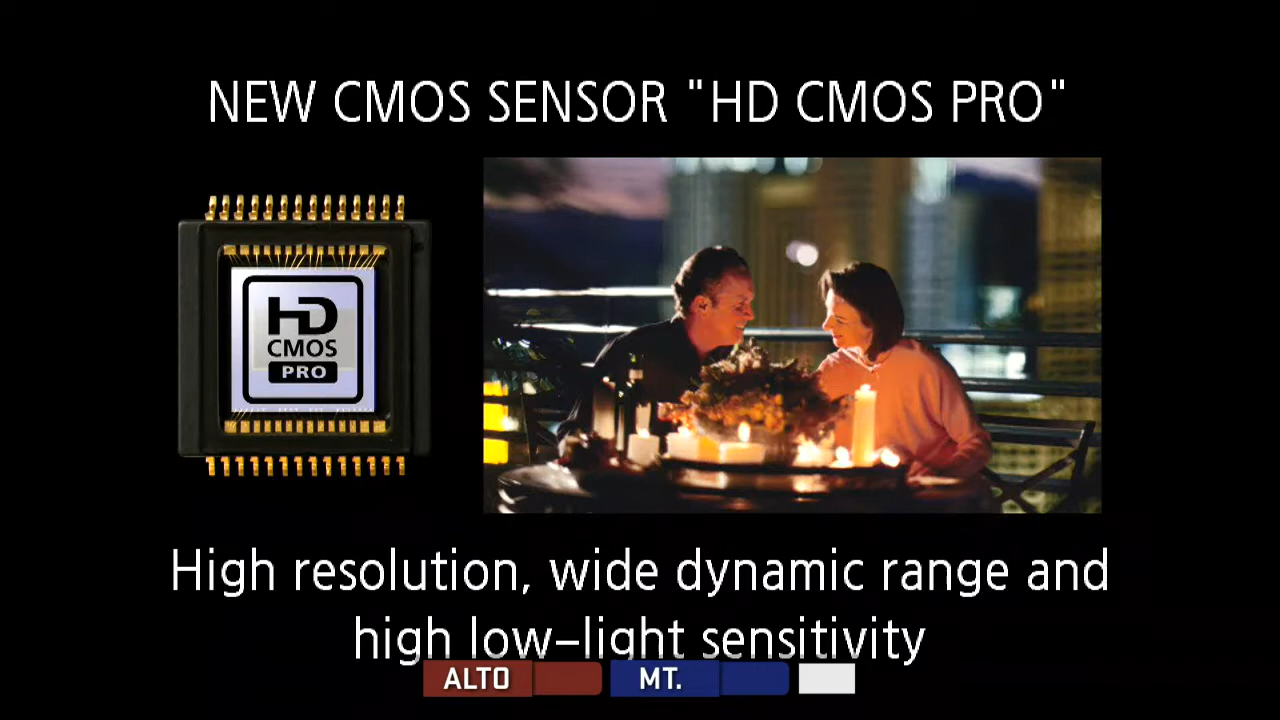 NEW CMOS SENSOR "HD CMOS PRO"
HD
CMOS
PRO
High resolution, wide dynamic range and
high low–light sensitivity
ALTO MT.